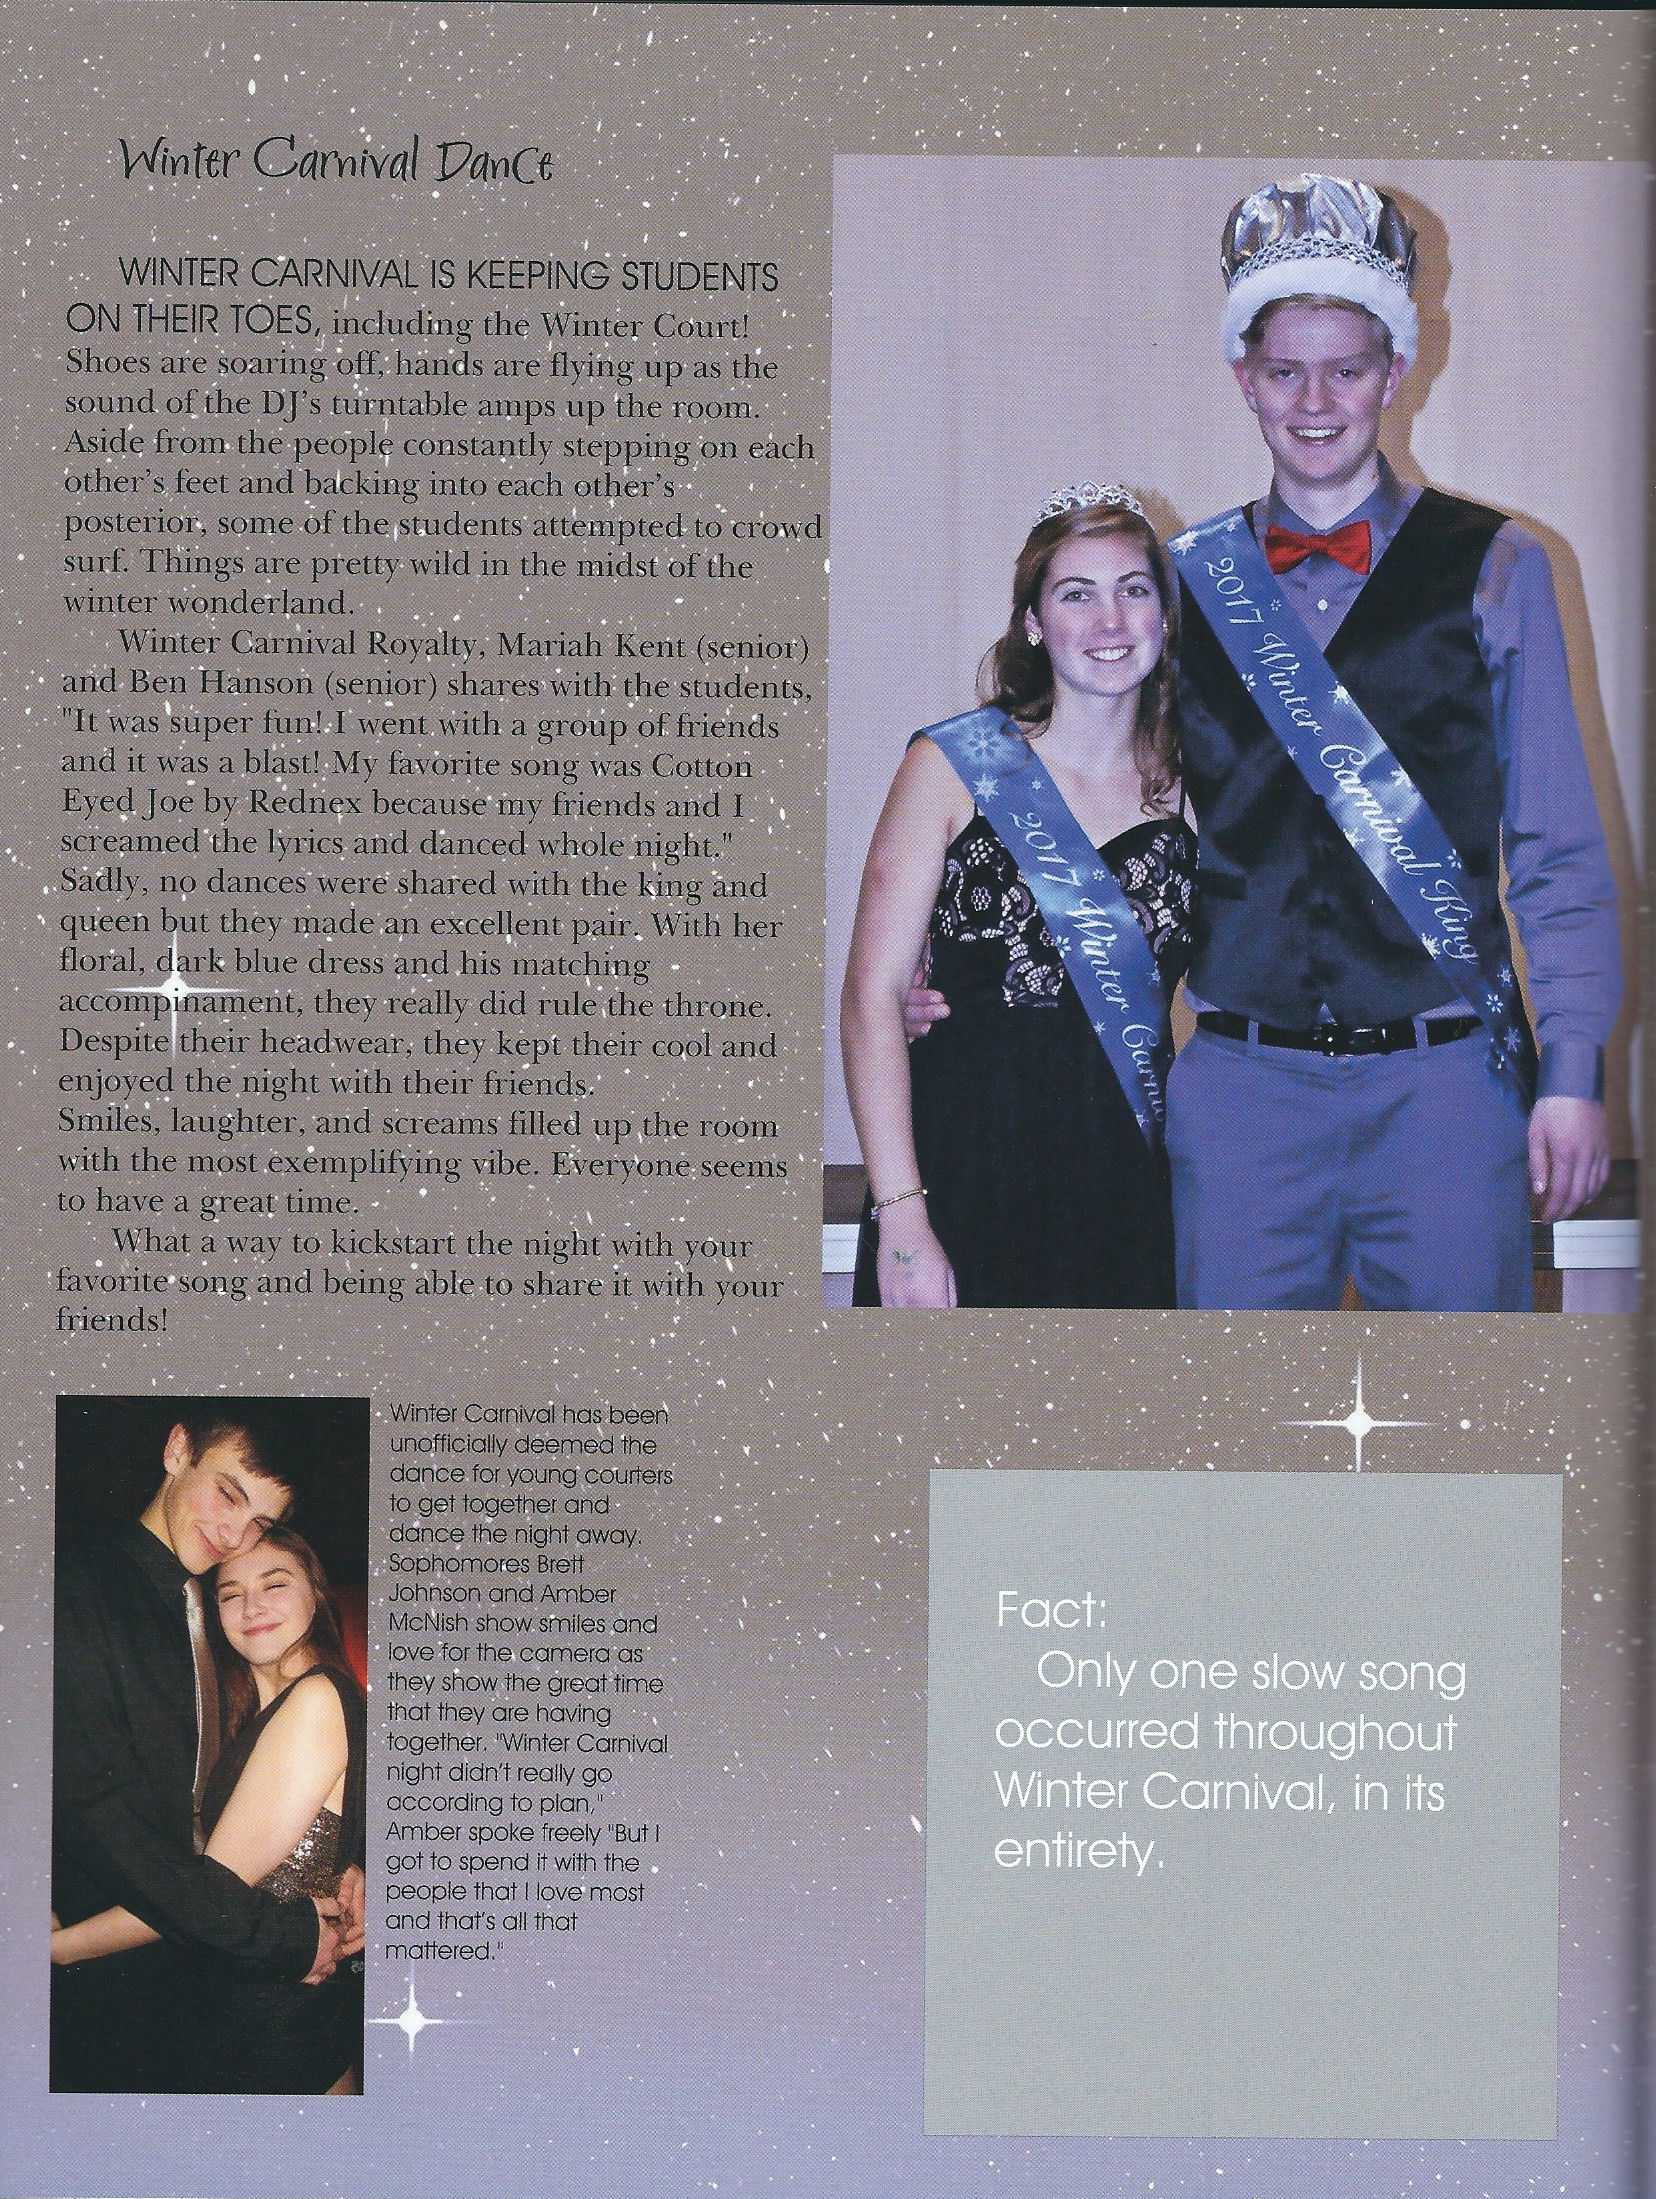 Winter Carnival Dance
WINTER CARNIVAL IS KEEPING STUDENTS
ON THEIR TOES, including the Winter Court!
Shoes are soaring off, hands are flying up as the
sound of the DJ's turntable amps up the room.
Aside from the people constantly stepping on each
other's feet and backing into each other's
posterior, some of the students attempted to crowd
surf. Things are pretty wild in the midst of the
winter wonderland.
Winter Carnival Royalty, Mariah Kent (senior)
and Ben Hanson (senior) shares with the students,
"It was super fun! I went with a group of friends
and it was a blast! My favorite song was Cotton
Eyed Joe by Rednex because my friends and I
screamed the lyrics and danced whole night."
Sadly, no dances were shared with the king and
queen but they made an excellent pair. With her
floral, dark blue dress and his matching
accompinament, they really did rule the throne.
Despite their headwear, they kept their cool and
enjoyed the night with their friends.
Smiles, laughter, and screams filled up the room
with the most exemplifying vibe. Everyone seems
to have a great time.
What a way to kickstart the night with your
favorite song and being able to share it with your
friends!
2017 Winter Carnival King
2017 Winter Carniv
Winter Carnival has been
unofficially deemed the
dance for young courters
to get together and
dance the night away.
Sophomores Brett
Johnson and Amber
McNish show smiles and
love for the camera as
they show the great time
that they are having
together. "Winter Carnival
night didn't really go
according to plan,"
Amber spoke freely "But I
got to spend it with the
people that I love most
and that's all that
mattered."
Fact:
Only one slow song
occurred throughout
Winter Carnival, in its
entirety.